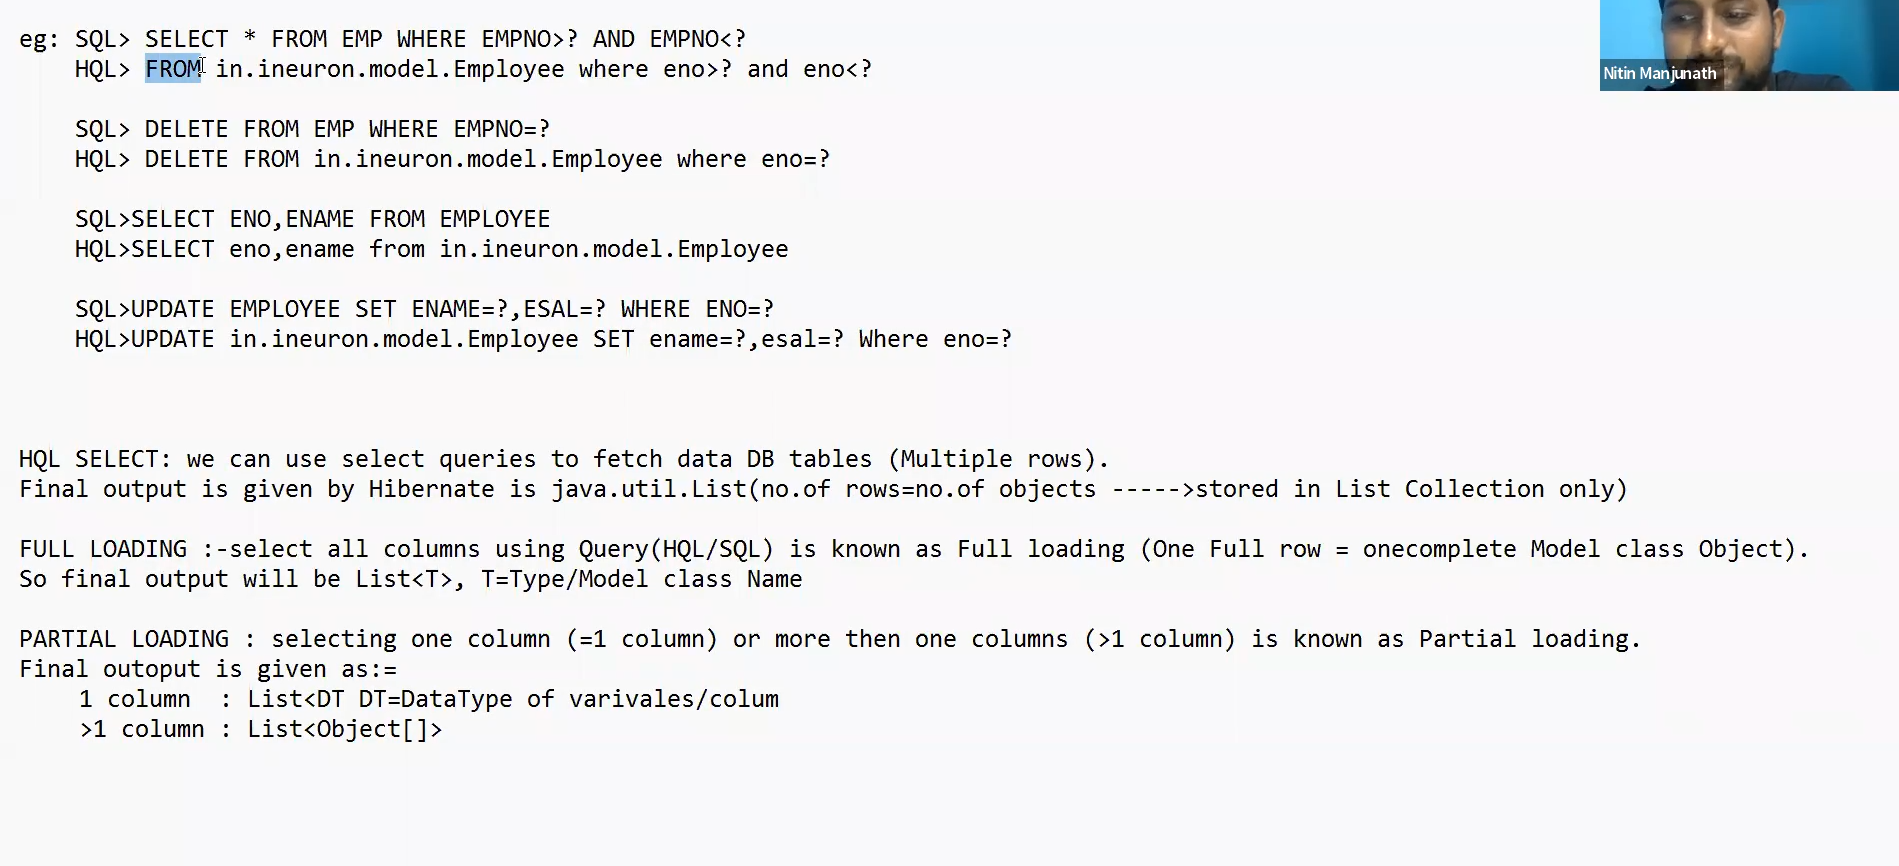 eg: SQL> SELECT * FROM EMP WHERE EMPNO>? AND EMPNO<?
HQL> FROM in.ineuron.model.Employee where eno>? and eno<?
SQL> DELETE FROM EMP WHERE EMPNO=?
HQL> DELETE FROM in.ineuron.model.Employee where eno=?
SQL>SELECT ENO,ENAME FROM EMPLOYEE
HQL>SELECT eno,ename from in.ineuron.model.Employee
SQL>UPDATE EMPLOYEE SET ENAME=?,ESAL=? WHERE ENO=?
HQL>UPDATE in.ineuron.model.Employee SET ename=?,esal=? Where eno=?
HQL SELECT: we can use select queries to fetch data DB tables (Multiple rows).
Final output is given by Hibernate is java.util.List(no.of rows=no.of objects ----->stored in List Collection only)
FULL LOADING :-select all columns using Query(HQL/SQL) is known as Full loading (One Full row = onecomplete Model class Object).
So final output will be List<T>, T=Type/Model class Name
PARTIAL LOADING : selecting one column (=1 column) or more then one columns (>1 column) is known as Partial loading.
Final outoput is given as:=
1 column : List<DT DT=DataType of varivales/colum
>1 column : List<Object[]>
Nitin Manjunath